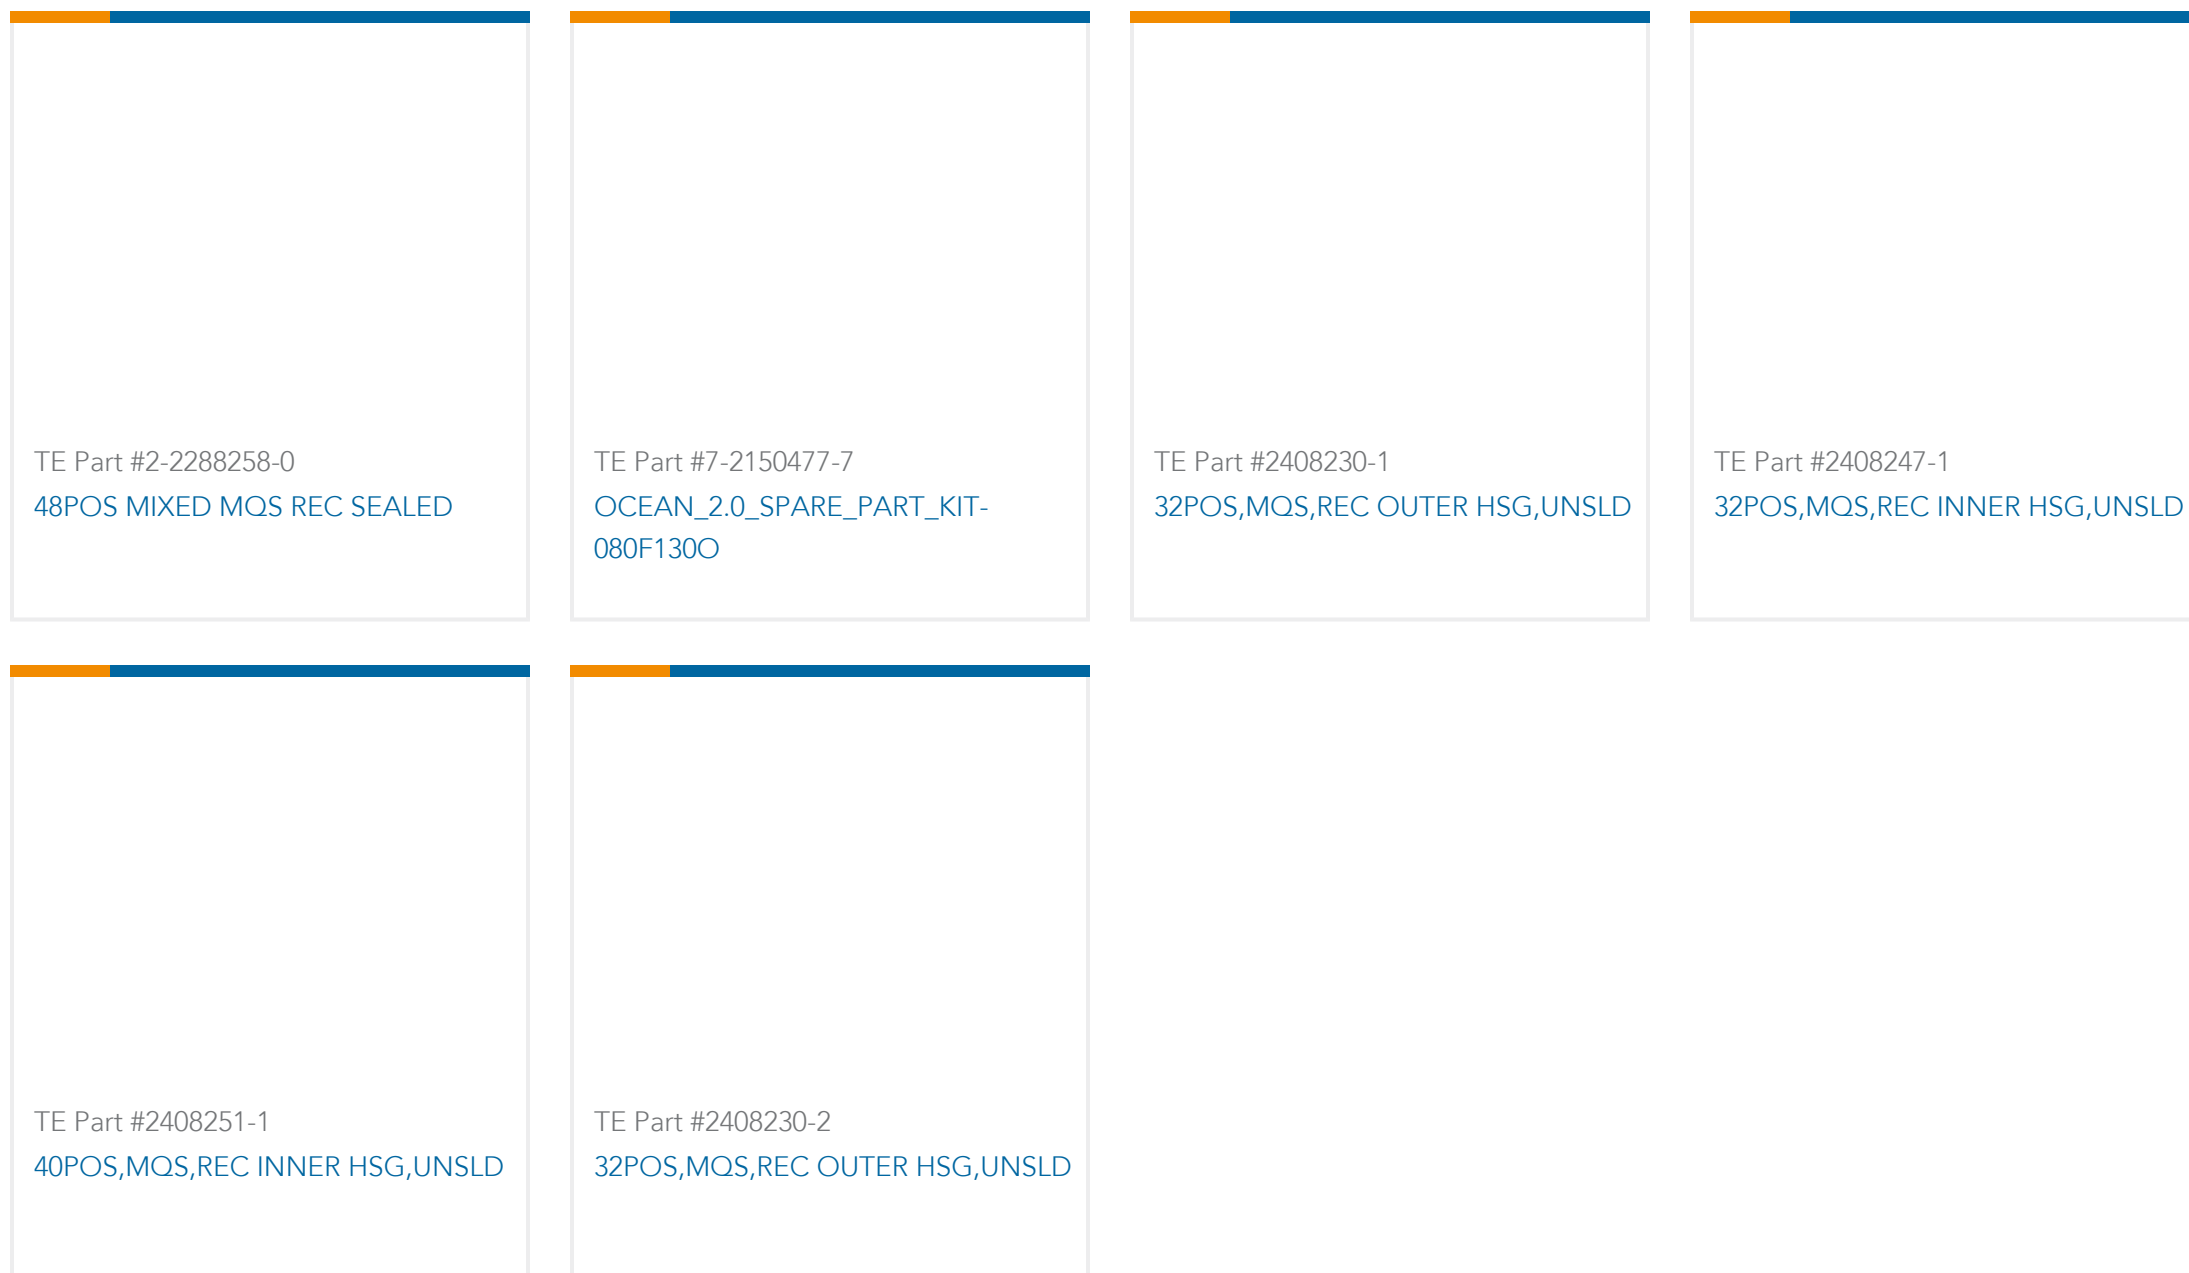 TE Part #2-2288258-0
48POS MIXED MQS REC SEALED
TE Part #7-2150477-7
OCEAN_2.0_SPARE_PART_KIT-
080F130O
TE Part #2408230-1
32POS,MQS,REC OUTER HSG,UNSLD
TE Part #2408247-1
32POS,MQS,REC INNER HSG,UNSLD
TE Part #2408251-1
40POS,MQS,REC INNER HSG,UNSLD
TE Part #2408230-2
32POS,MQS,REC OUTER HSG,UNSLD